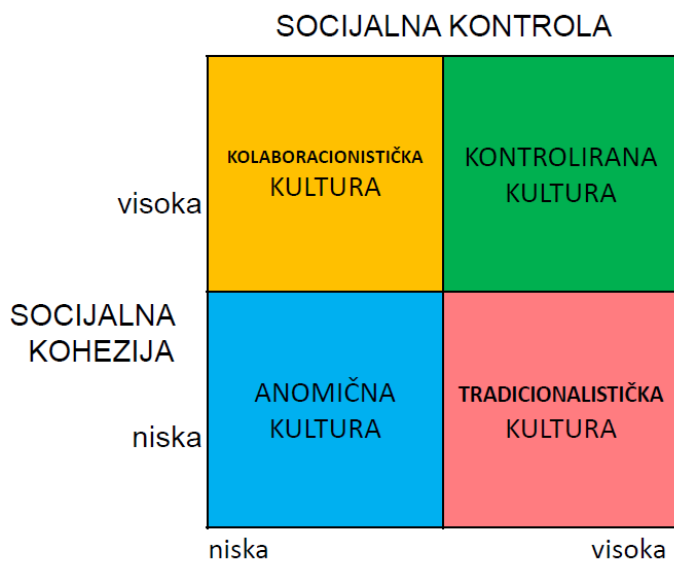 SOCIJALNA KONTROLA
KOLABORACIONISTIČKA
KULTURA
KONTROLIRANA
KULTURA
visoka
SOCIJALNA
KOHEZIJA
ANOMIČNA
KULTURA
TRADICIONALISTIČKA
KULTURA
niska
niska
visoka